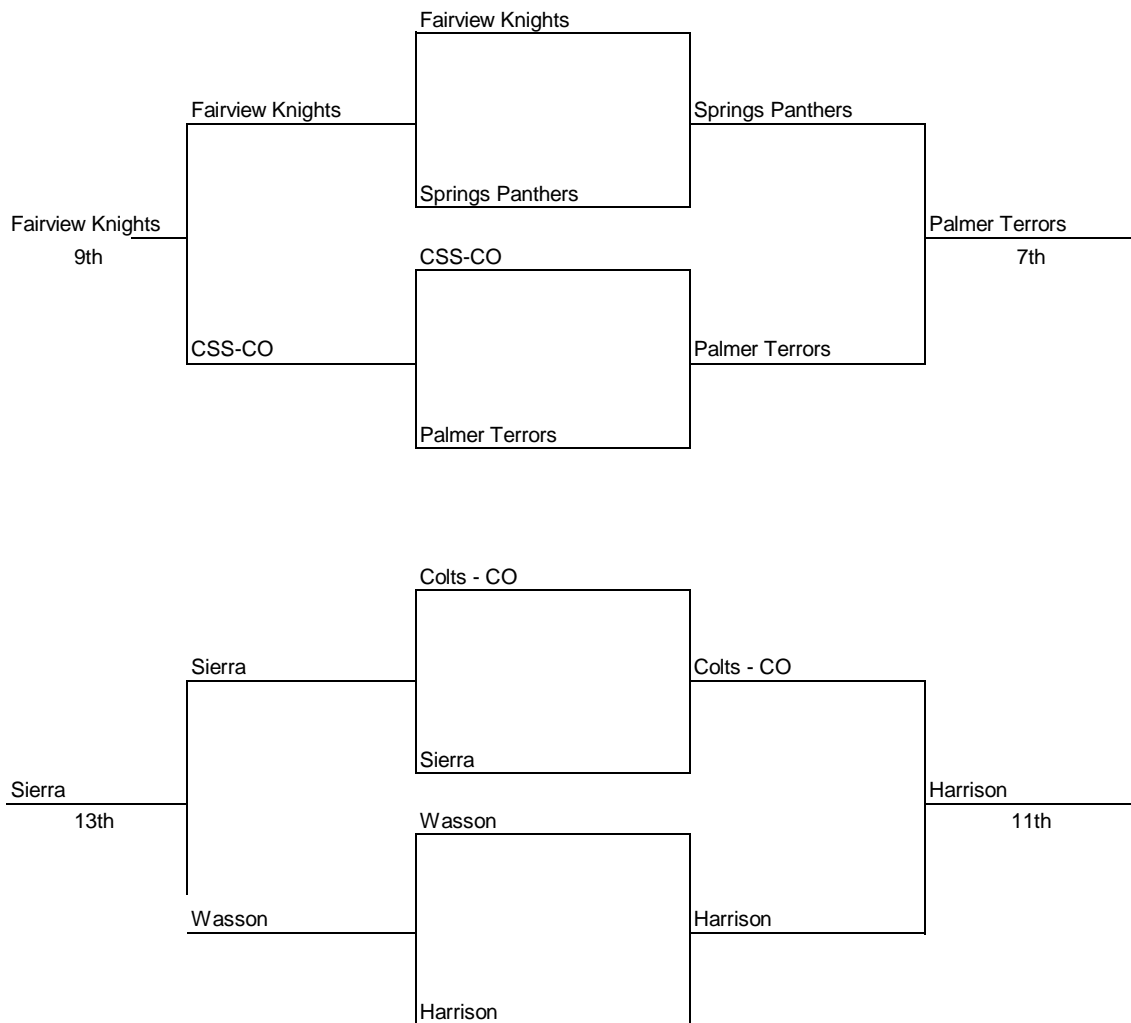 Fairview Knights
Fairview Knights
Springs Panthers
Springs Panthers
Fairview Knights
Palmer Terrors
9th
7th
CSS-CO
CSS-CO
Palmer Terrors
Palmer Terrors
Colts - CO
Sierra
Colts - CO
Sierra
Sierra
Harrison
13th
11th
Wasson
Wasson
Harrison
Harrison